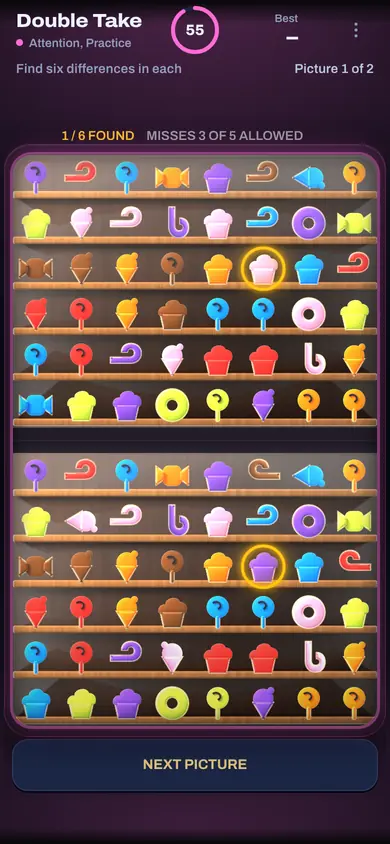 Double Take
Attention, Practice
55
Best
–
Find six differences in each
Picture 1 of 2
1 / 6 FOUND MISSES 3 OF 5 ALLOWED
NEXT PICTURE